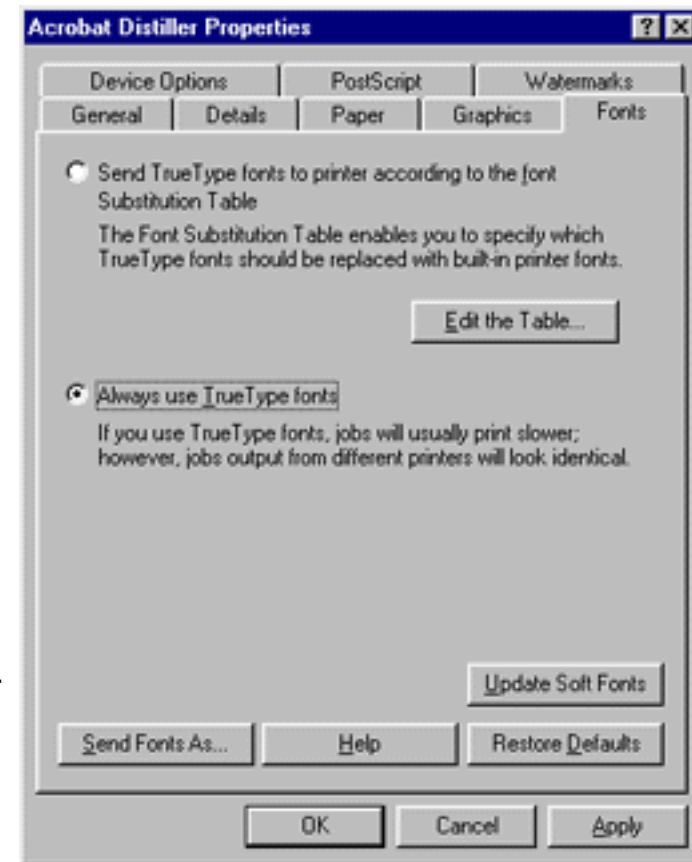 Acrobat Distiller Properties
Device Options PostScript Watermarks
General Details Paper Graphics Fonts
Send TrueType fonts to printer according to the font
Substitution Table
The Font Substitution Table enables you to specify which
TrueType fonts should be replaced with built-in printer fonts.
Edit the Table...
Always use TrueType fonts
If you use TrueType fonts, jobs will usually print slower;
however, jobs output from different printers will look identical.
Update Soft Fonts
Send Fonts As... Help Restore Defaults
OK Cancel Apply